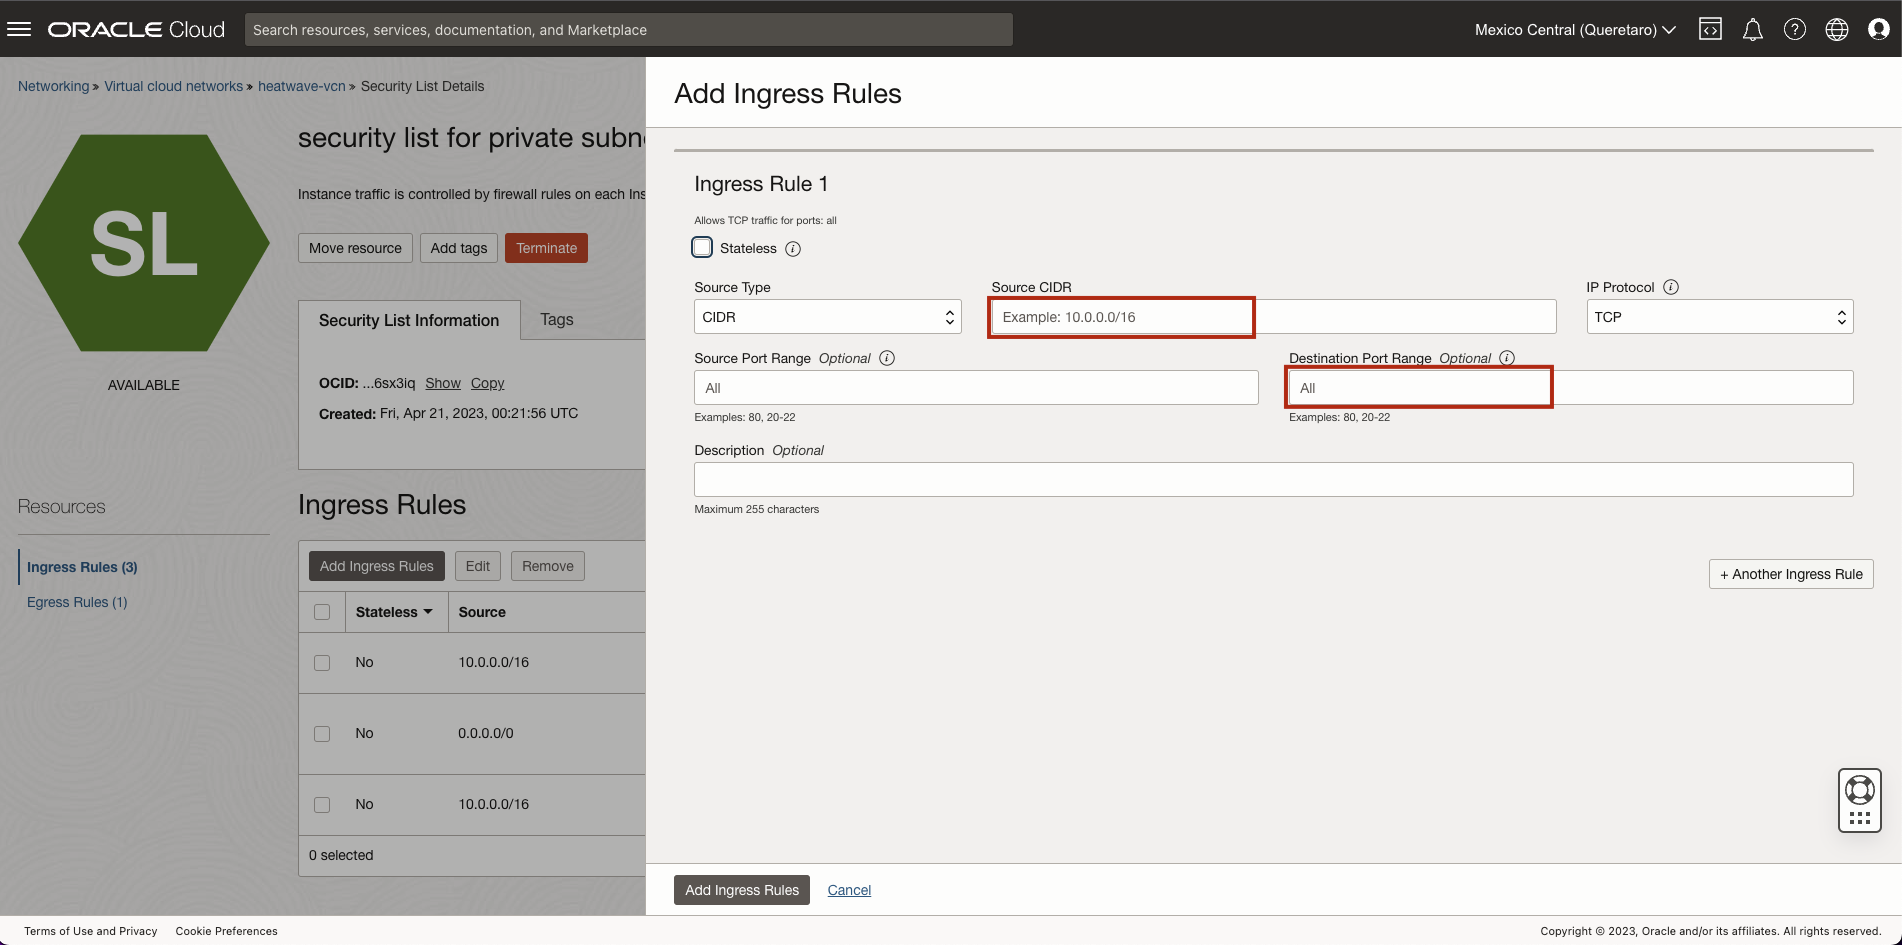 ORACLE Cloud
Search resources, services, documentation, and Marketplace
Mexico Central (Queretaro)
Networking » Virtual cloud networks » heatwave-vcn » Security List Details
SL
AVAILABLE
security list for private subn
Instance traffic is controlled by firewall rules on each Ins
Move resource
Add tags
Terminate
Security List Information
Tags
OCID: ...6sx3iq Show Copy
Created: Fri, Apr 21, 2023, 00:21:56 UTC
Resources
Ingress Rules (3)
Egress Rules (1)
Ingress Rules
Add Ingress Rules
Edit
Remove
Stateless Source
No 10.0.0.0/16
No 0.0.0.0/0
No 10.0.0.0/16
0 selected
Add Ingress Rules
Ingress Rule 1
Allows TCP traffic for ports: all
Stateless
Source Type
CIDR
Source CIDR
Example: 10.0.0.0/16
IP Protocol
TCP
Source Port Range Optional
All
Examples: 80, 20-22
Destination Port Range Optional
All
Examples: 80, 20-22
Description Optional
Maximum 255 characters
+ Another Ingress Rule
Add Ingress Rules
Cancel
Terms of Use and Privacy
Cookie Preferences
Copyright © 2023, Oracle and/or its affiliates. All rights reserved.